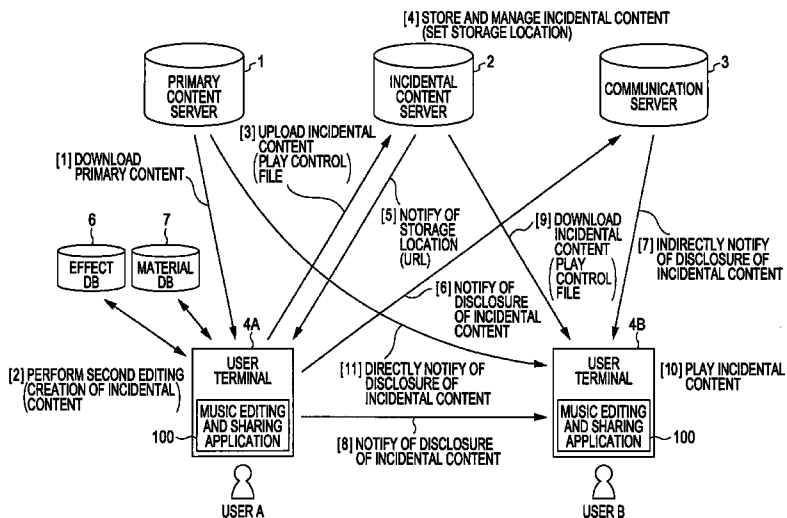 [4] STORE AND MANAGE INCIDENTAL CONTENT
(SET STORAGE LOCATION)
1
PRIMARY
CONTENT
SERVER
2
INCIDENTAL
CONTENT
SERVER
3
COMMUNICATION
SERVER
[1] DOWNLOAD
PRIMARY CONTENT
[3] UPLOAD INCIDENTAL
CONTENT
(PLAY CONTROL
FILE)
[5] NOTIFY OF
STORAGE
LOCATION
(URL)
[9] DOWNLOAD
INCIDENTAL
CONTENT
(PLAY
CONTROL
FILE)
[7] INDIRECTLY NOTIFY
OF DISCLOSURE OF
INCIDENTAL CONTENT
6
EFFECT
DB
7
MATERIAL
DB
[6] NOTIFY OF
DISCLOSURE
OF INCIDENTAL
CONTENT
[2] PERFORM SECOND EDITING
(CREATION OF INCIDENTAL
CONTENT)
4A
USER
TERMINAL
MUSIC EDITING
AND SHARING
APPLICATION
100
USER A
[11] DIRECTLY NOTIFY OF
DISCLOSURE OF
INCIDENTAL CONTENT
[8] NOTIFY OF DISCLOSURE
OF INCIDENTAL CONTENT
4B
USER
TERMINAL
MUSIC EDITING
AND SHARING
APPLICATION
100
USER B
[10] PLAY INCIDENTAL
CONTENT